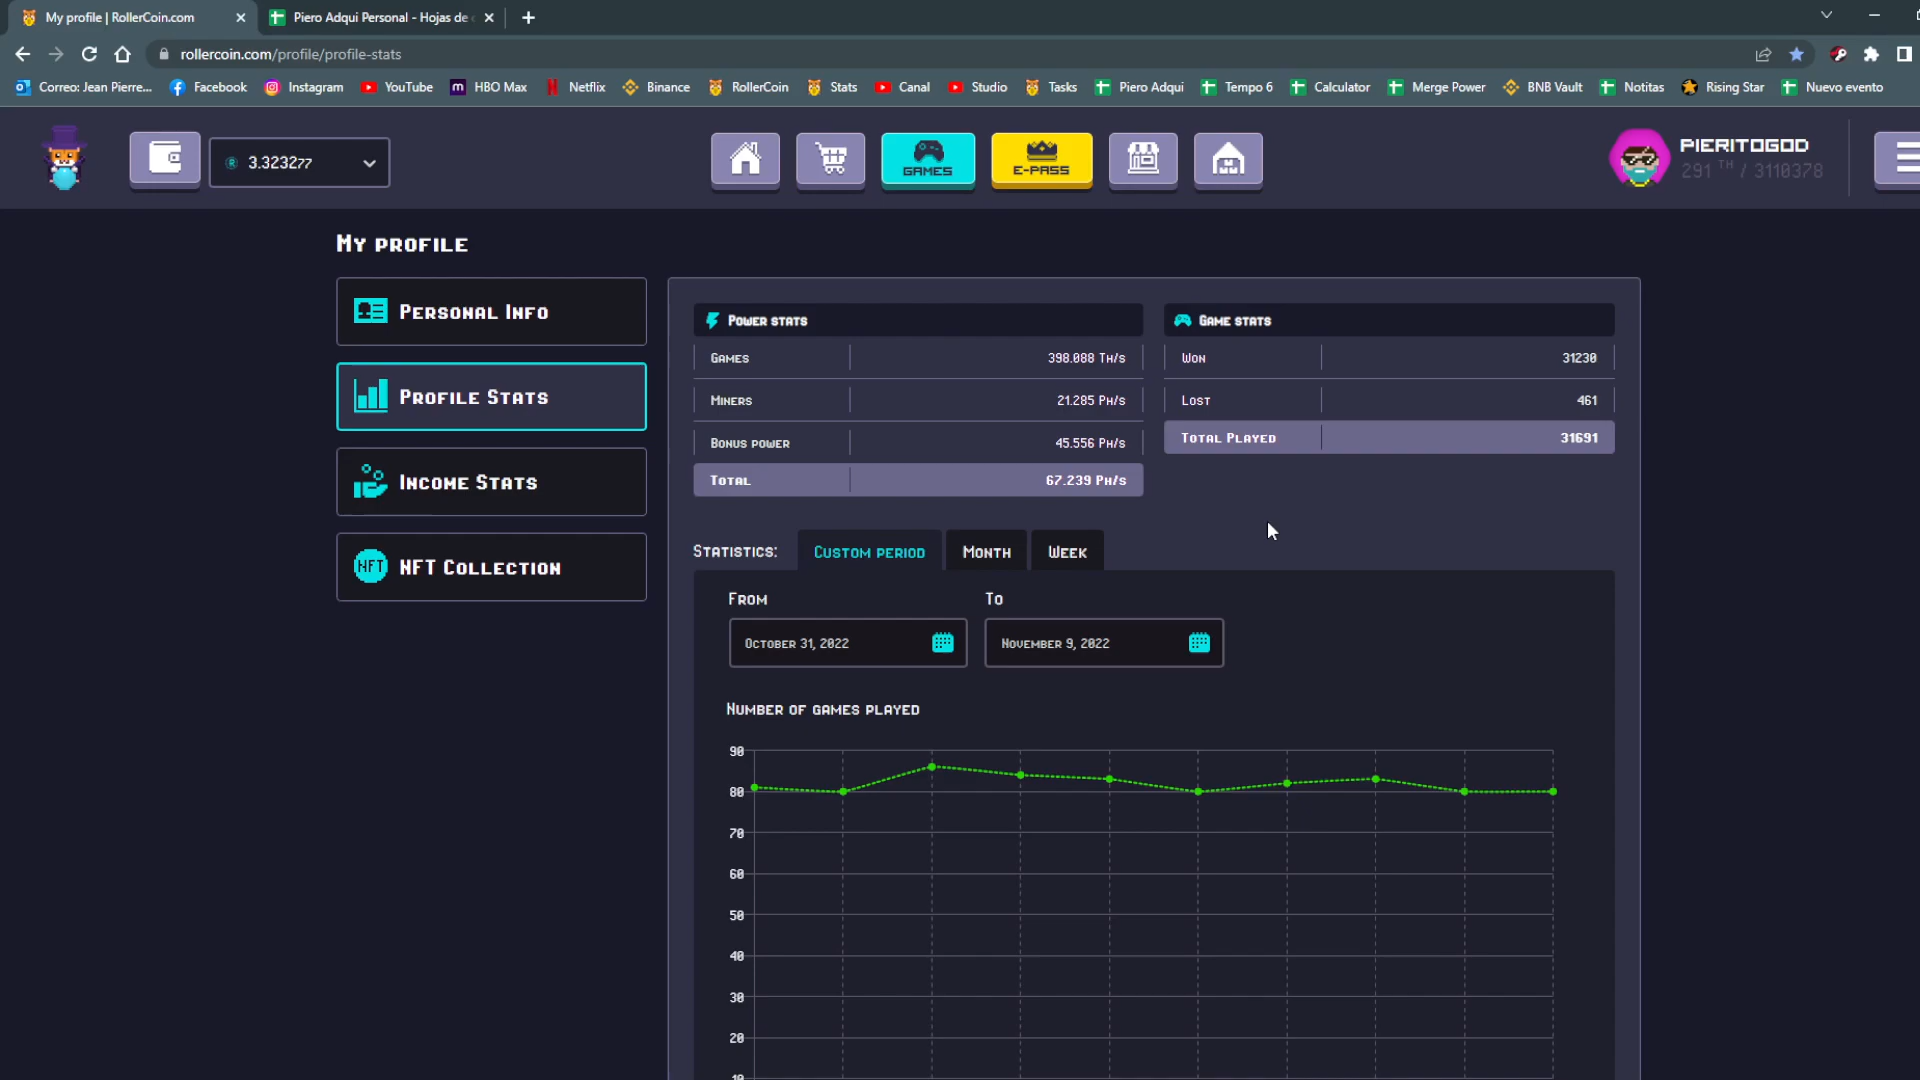 My profile | RollerCoin.com
Piero Adqui Personal - Hojas de
rollercoin.com/profile/profile-stats
Correo: Jean Pierre... Facebook Instagram YouTube HBO Max Netflix Binance RollerCoin Stats Canal Studio Tasks Piero Adqui Tempo 6 Calculator Merge Power BNB Vault Notitas Rising Star Nuevo evento
3.323277
GAMES
E-PASS
PIERITOGOD
291 TH / 3110378
My profile
Personal Info
Profile Stats
Income Stats
NFT NFT Collection
Power stats
Games 398.088 Th/s
Miners 21.285 Ph/s
Bonus power 45.556 Ph/s
Total 67.239 Ph/s
Game stats
Won 31230
Lost 461
Total Played 31691
Statistics: Custom period Month Week
From To
October 31, 2022 November 9, 2022
Number of games played
90
80
70
60
50
40
30
20
10